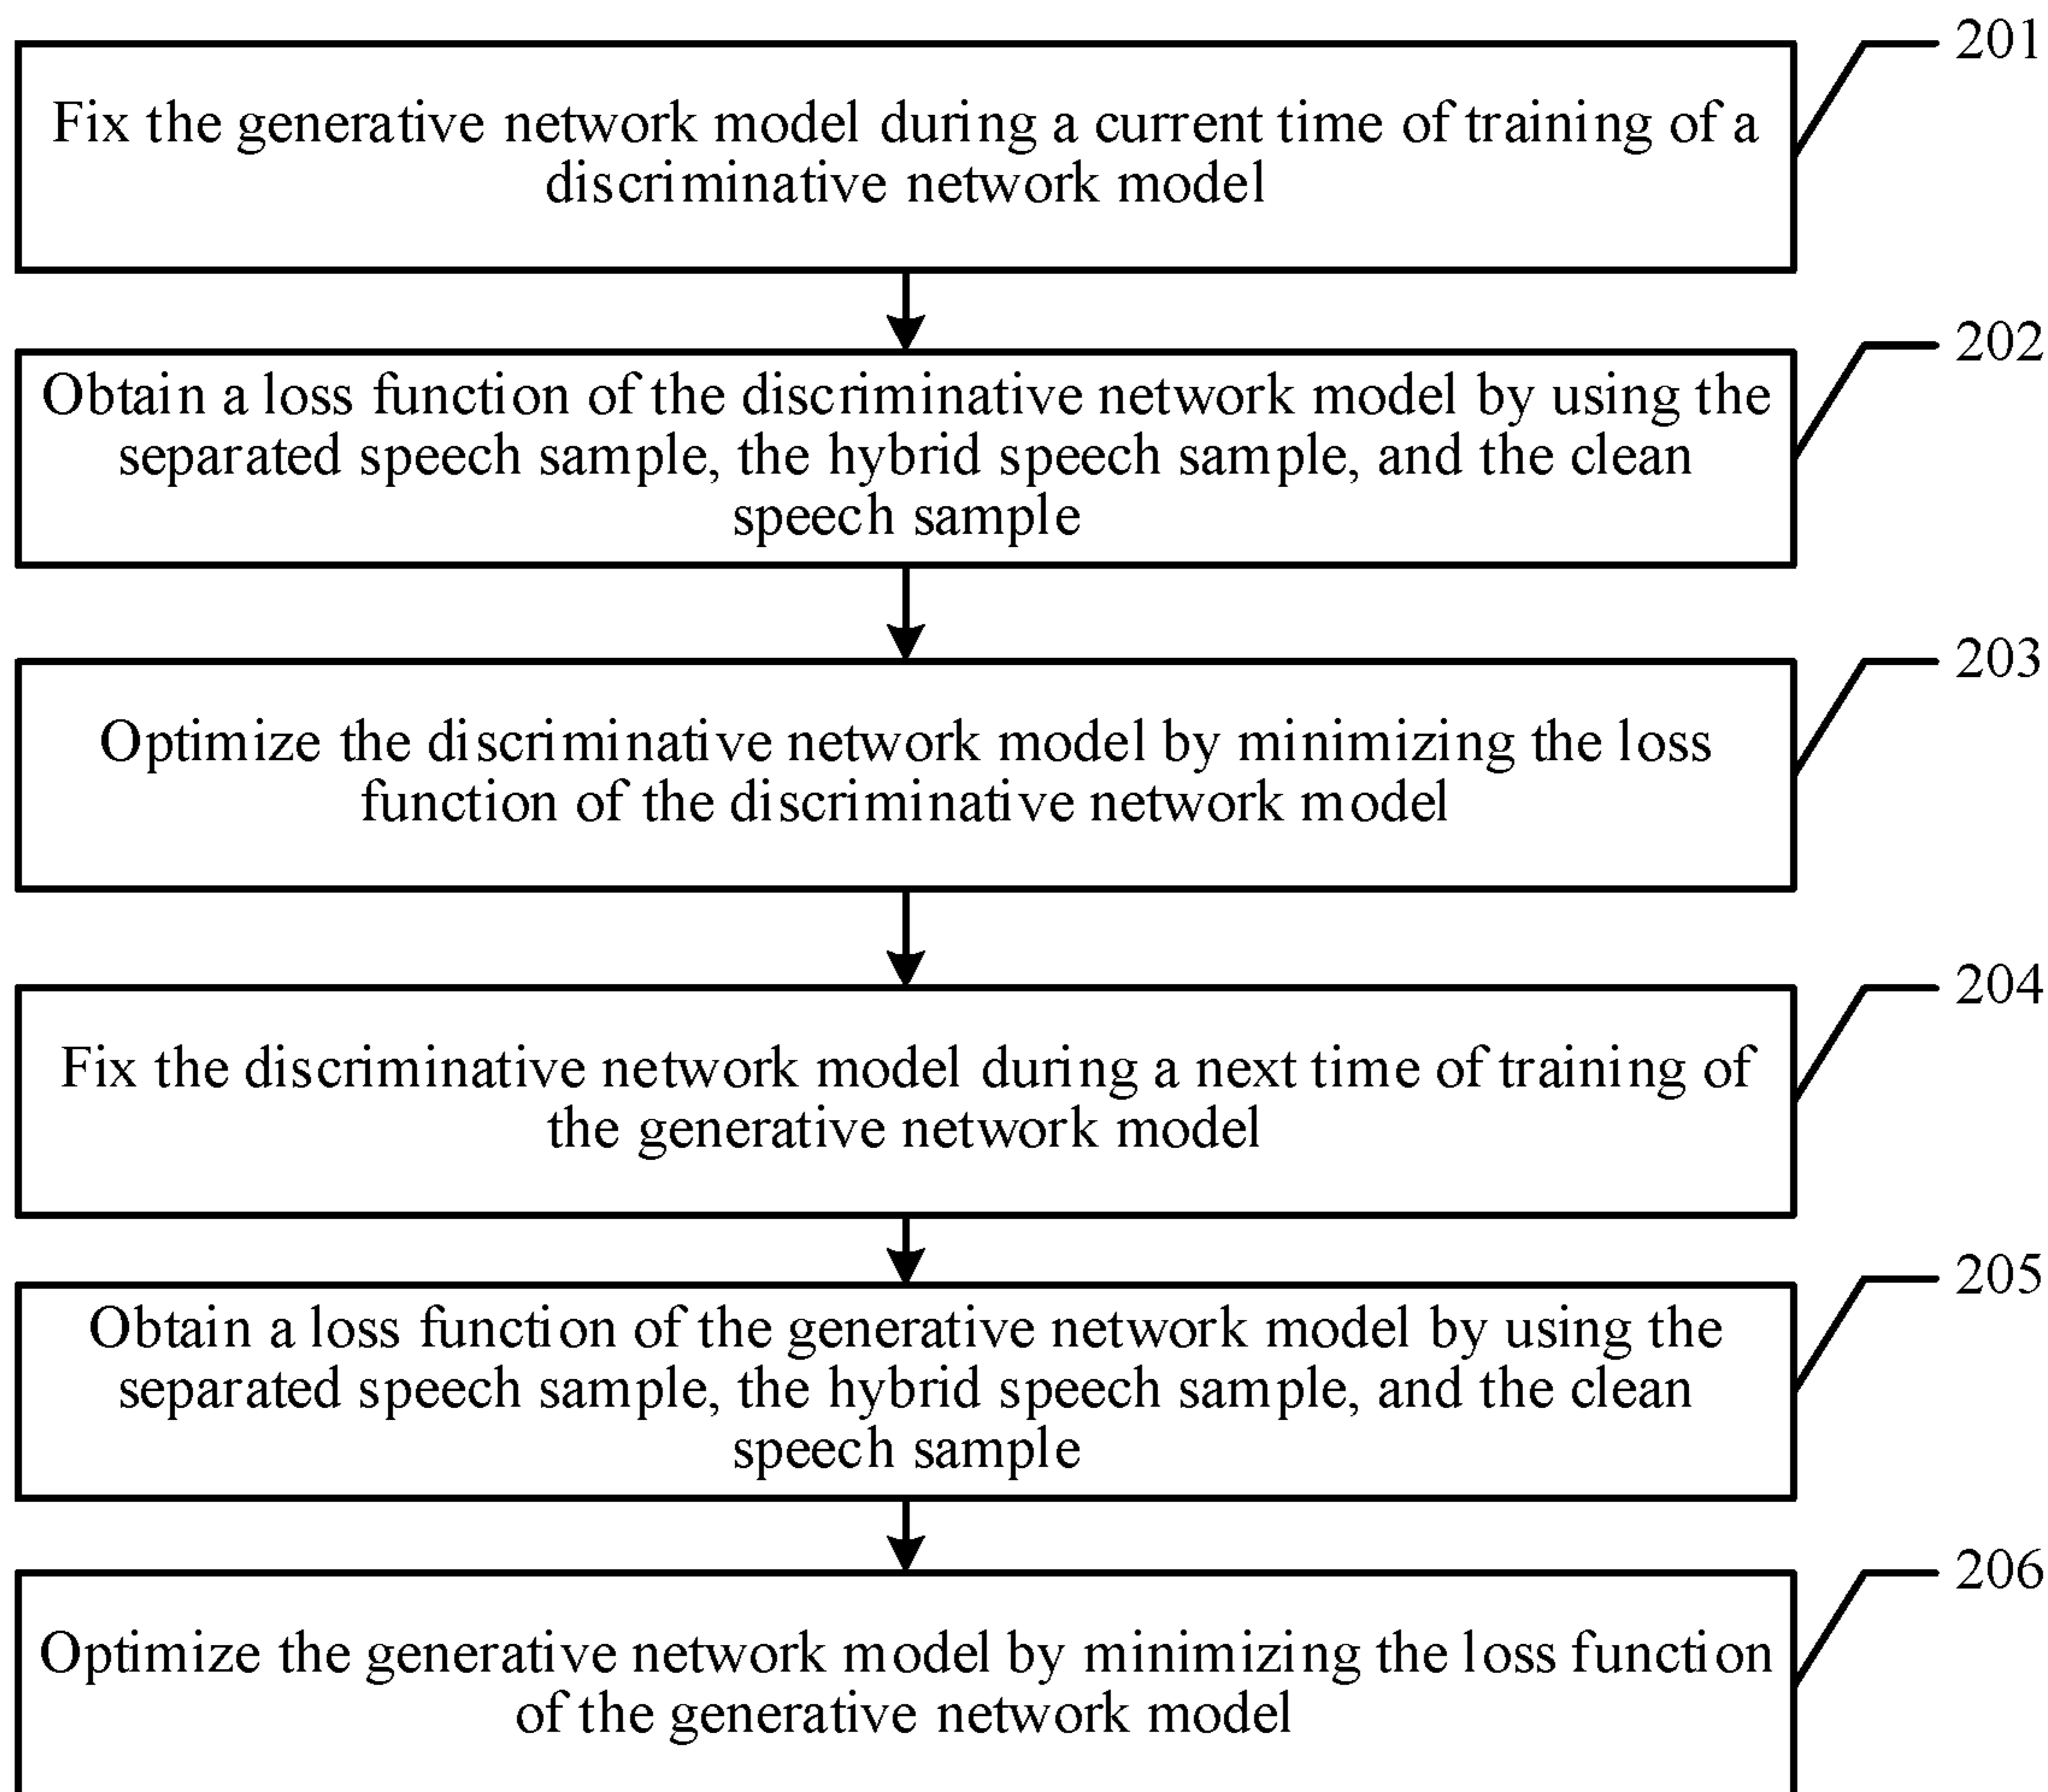 201
Fix the generative network model during a current time of training of a
discriminative network model
202
Obtain a loss function of the discriminative network model by using the
separated speech sample, the hybrid speech sample, and the clean
speech sample
203
Optimize the discriminative network model by minimizing the loss
function of the discriminative network model
204
Fix the discriminative network model during a next time of training of
the generative network model
205
Obtain a loss function of the generative network model by using the
separated speech sample, the hybrid speech sample, and the clean
speech sample
206
Optimize the generative network model by minimizing the loss function
of the generative network model